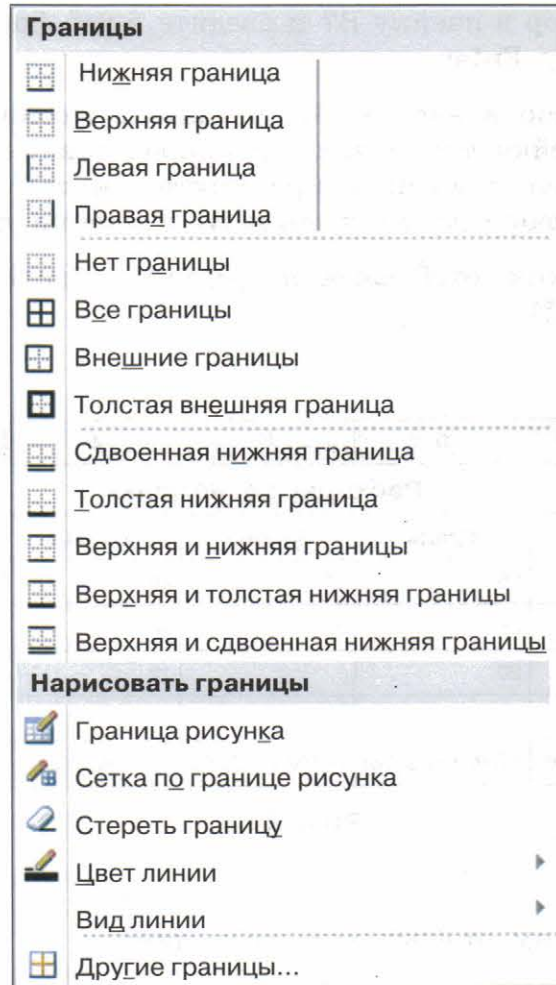 Границы
Нижняя граница
Верхняя граница
Левая граница
Правая граница
Нет границы
Все границы
Внешние границы
Толстая внешняя граница
Сдвоенная нижняя граница
Толстая нижняя граница
Верхняя и нижняя границы
Верхняя и толстая нижняя границы
Верхняя и сдвоенная нижняя границы
Нарисовать границы
Граница рисунка
Сетка по границе рисунка
Стереть границу
Цвет линии
Вид линии
Другие границы...